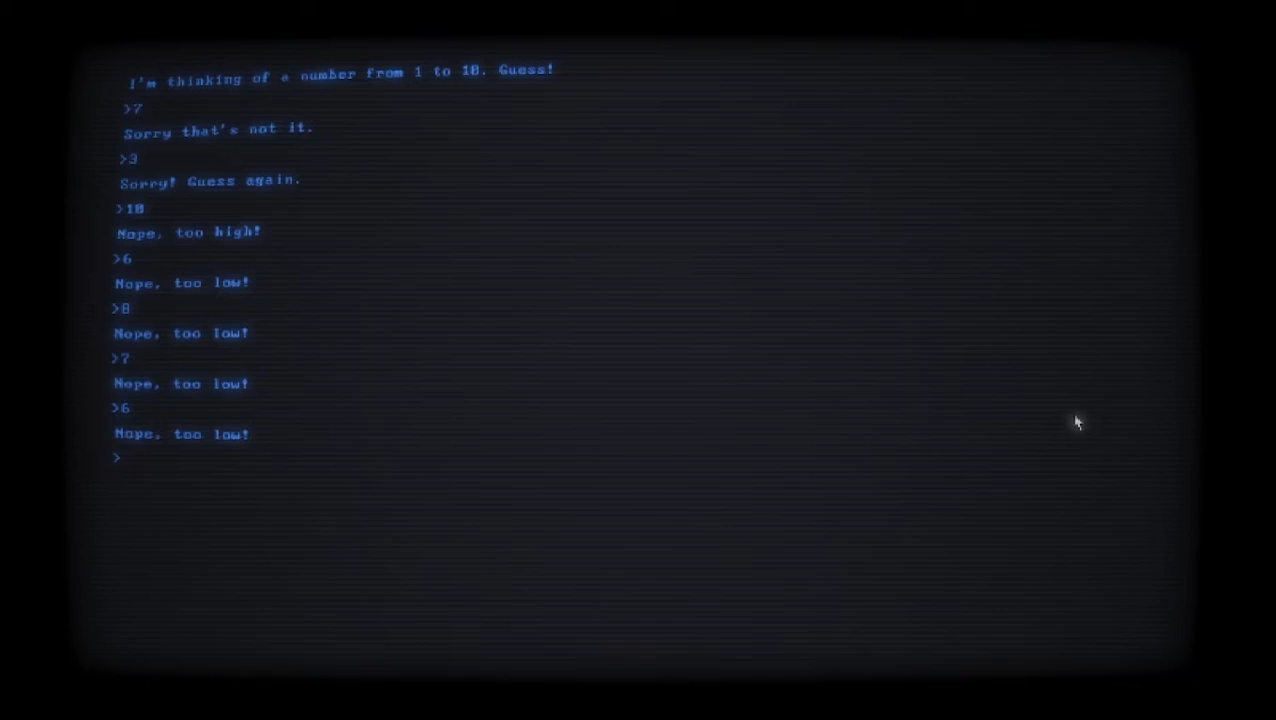 I'm thinking of a number from 1 to 10. Guess!
>7
Sorry that's not it.
>3
Sorry! Guess again.
>10
Nope, too high!
>6
Nope, too low!
>8
Nope, too low!
>7
Nope, too low!
>6
Nope, too low!
>